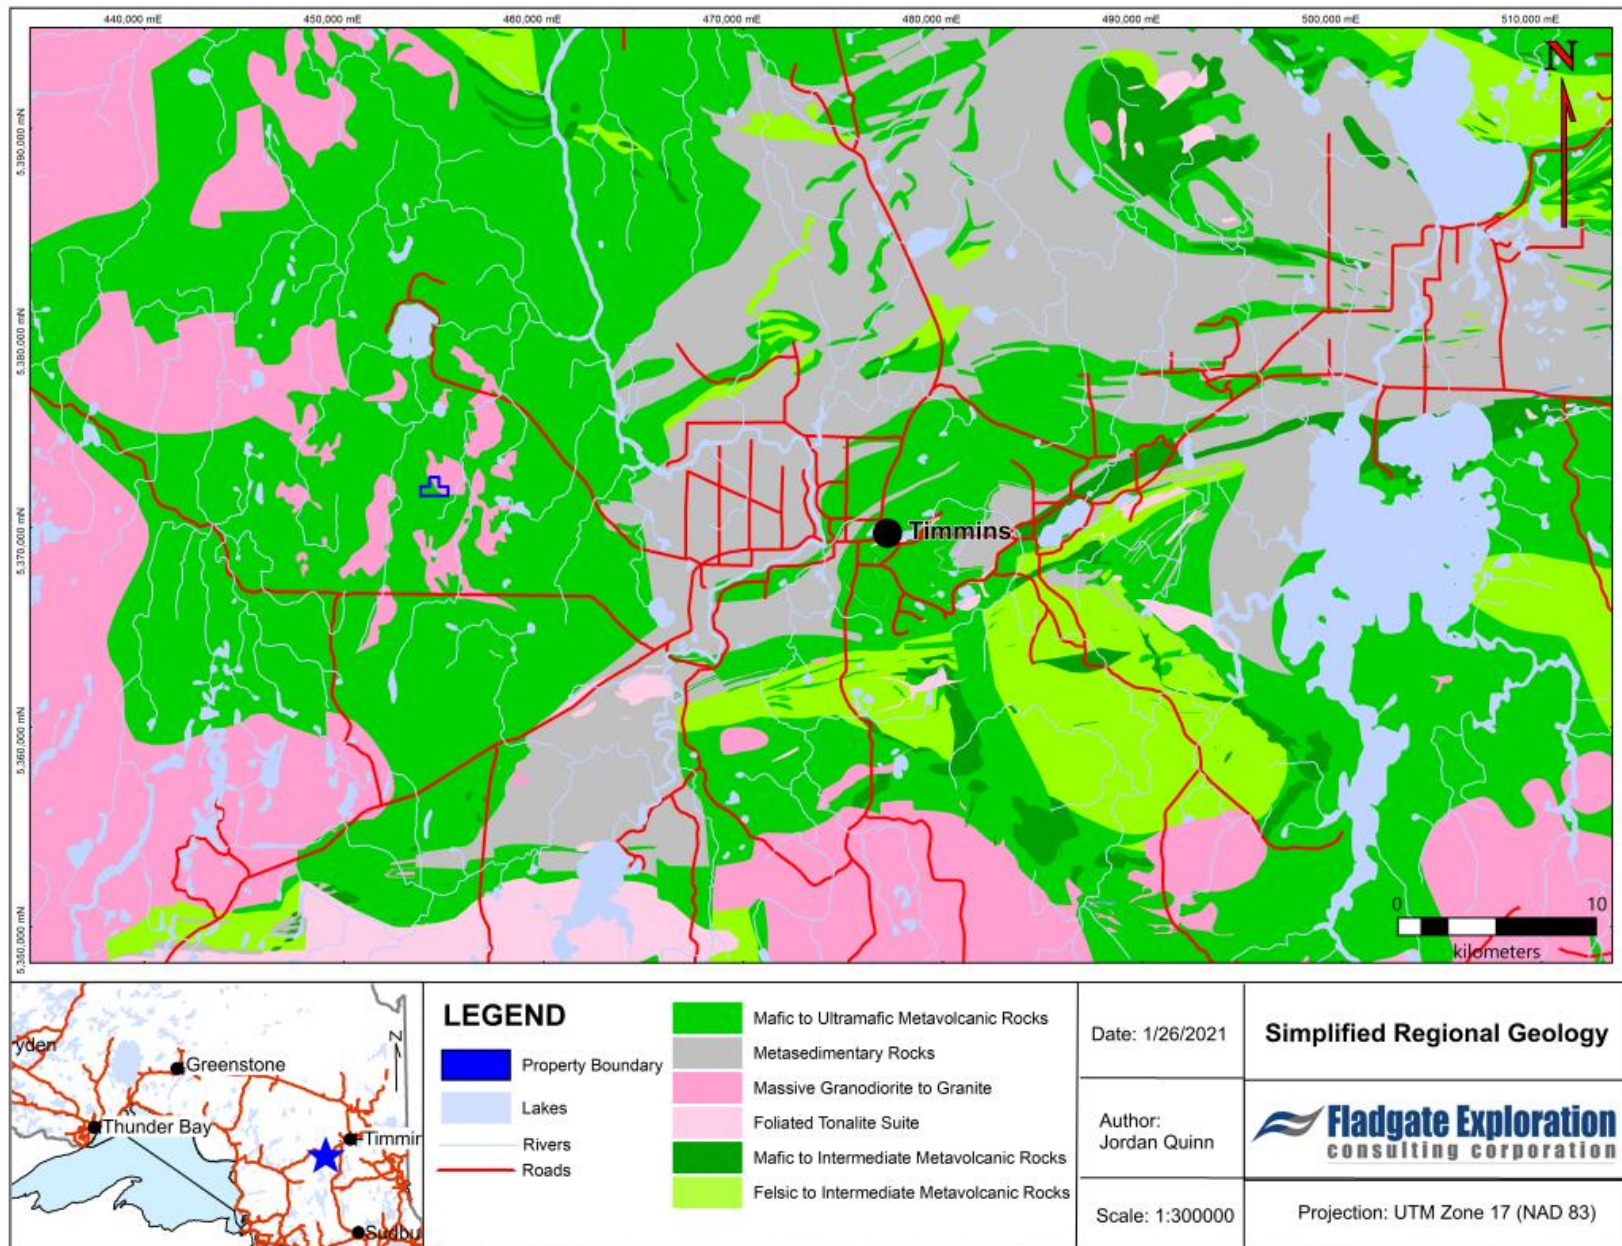 440,000 mE
450,000 mE
460,000 mE
470,000 mE
480,000 mE
490,000 mE
500,000 mE
510,000 mE
5,390,000 mN
5,380,000 mN
5,370,000 mN
5,360,000 mN
5,350,000 mN
N
Timmins
0 10
kilometers
yden
Greenstone
Thunder Bay
Timmir
Sudbu
N
LEGEND
Property Boundary
Lakes
Rivers
Roads
Mafic to Ultramafic Metavolcanic Rocks
Metasedimentary Rocks
Massive Granodiorite to Granite
Foliated Tonalite Suite
Mafic to Intermediate Metavolcanic Rocks
Felsic to Intermediate Metavolcanic Rocks
Date: 1/26/2021
Author:
Jordan Quinn
Scale: 1:300000
Simplified Regional Geology
Fladgate Exploration
consulting corporation
Projection: UTM Zone 17 (NAD 83)